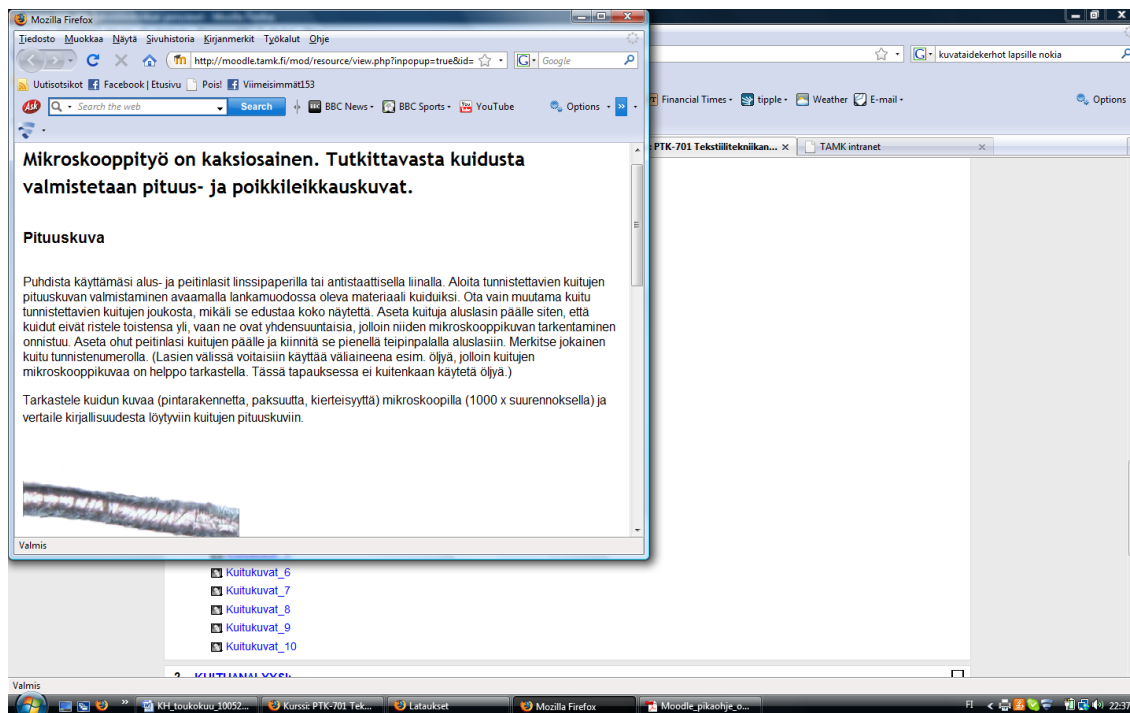 Mozilla Firefox
Tiedosto Muokkaa Näytä Sivuhistoria Kirjanmerkit Työkalut Ohje
http://moodle.tamk.fi/mod/resource/view.php?inpopup=true&id=
Google
kuvataidekerhot lapsille nokia
Uutisotsikot Facebook | Etusivu Pois! Viimeisimmät153
Ask Search the web Search BBC News BBC Sports YouTube Options »
Financial Times tipple Weather E-mail Options
PTK-701 Tekstiilitekniikan... TAMK intranet
Mikroskooppityö on kaksiosainen. Tutkittavasta kuidusta
valmistetaan pituus- ja poikkileikkauskuvat.
Pituuskuva
Puhdista käyttämäsi alus- ja peitinlasit linssipaperilla tai antistaattisella liinalla. Aloita tunnistettavien kuitujen
pituuskuvan valmistaminen avaamalla lankamuodossa oleva materiaali kuiduiksi. Ota vain muutama kuitu
tunnistettavien kuitujen joukosta, mikäli se edustaa koko näytettä. Aseta kuituja aluslasin päälle siten, että
kuidut eivät ristele toistensa yli, vaan ne ovat yhdensuuntaisia, jolloin niiden mikroskooppikuvan tarkentaminen
onnistuu. Aseta ohut peitinlasi kuitujen päälle ja kiinnitä se pienellä teipinpalalla aluslasiin. Merkitse jokainen
kuitu tunnistenumerolla. (Lasien välissä voitaisiin käyttää väliaineena esim. öljyä, jolloin kuitujen
mikroskooppikuvaa on helppo tarkastella. Tässä tapauksessa ei kuitenkaan käytetä öljyä.)
Tarkastele kuidun kuvaa (pintarakennetta, paksuutta, kierteisyyttä) mikroskoopilla (1000 x suurennoksella) ja
vertaile kirjallisuudesta löytyviin kuitujen pituuskuviin.
Valmis
Kuitukuvat_6
Kuitukuvat_7
Kuitukuvat_8
Kuitukuvat_9
Kuitukuvat_10
Valmis
KH_toukokuu_10052... Kurssi: PTK-701 Tek... Lataukset Mozilla Firefox Moodle_pikaohje_o... FI 22:37